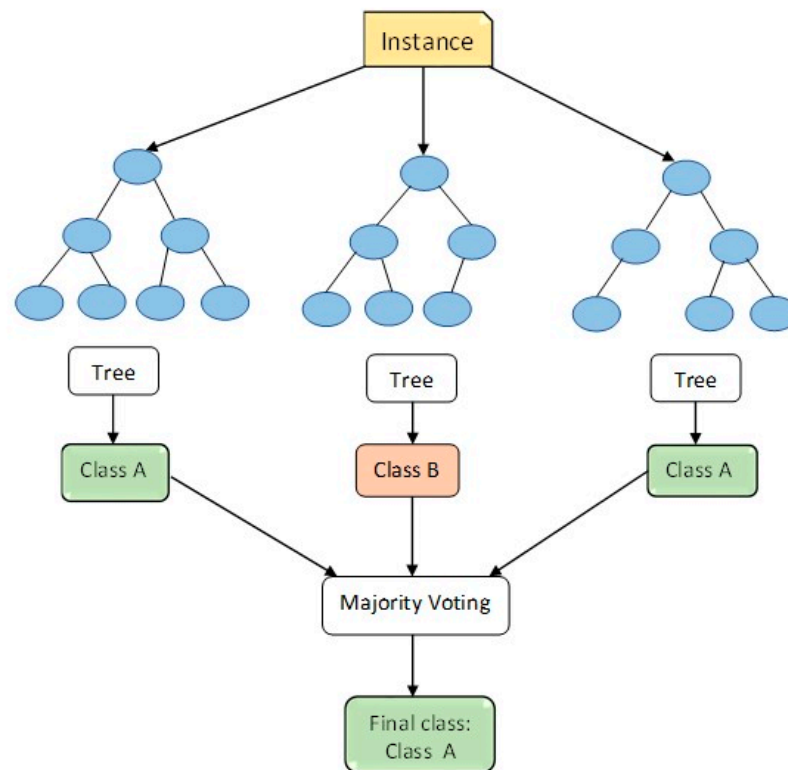 Instance
Tree
Tree
Tree
Class A
Class B
Class A
Majority Voting
Final class:
Class A